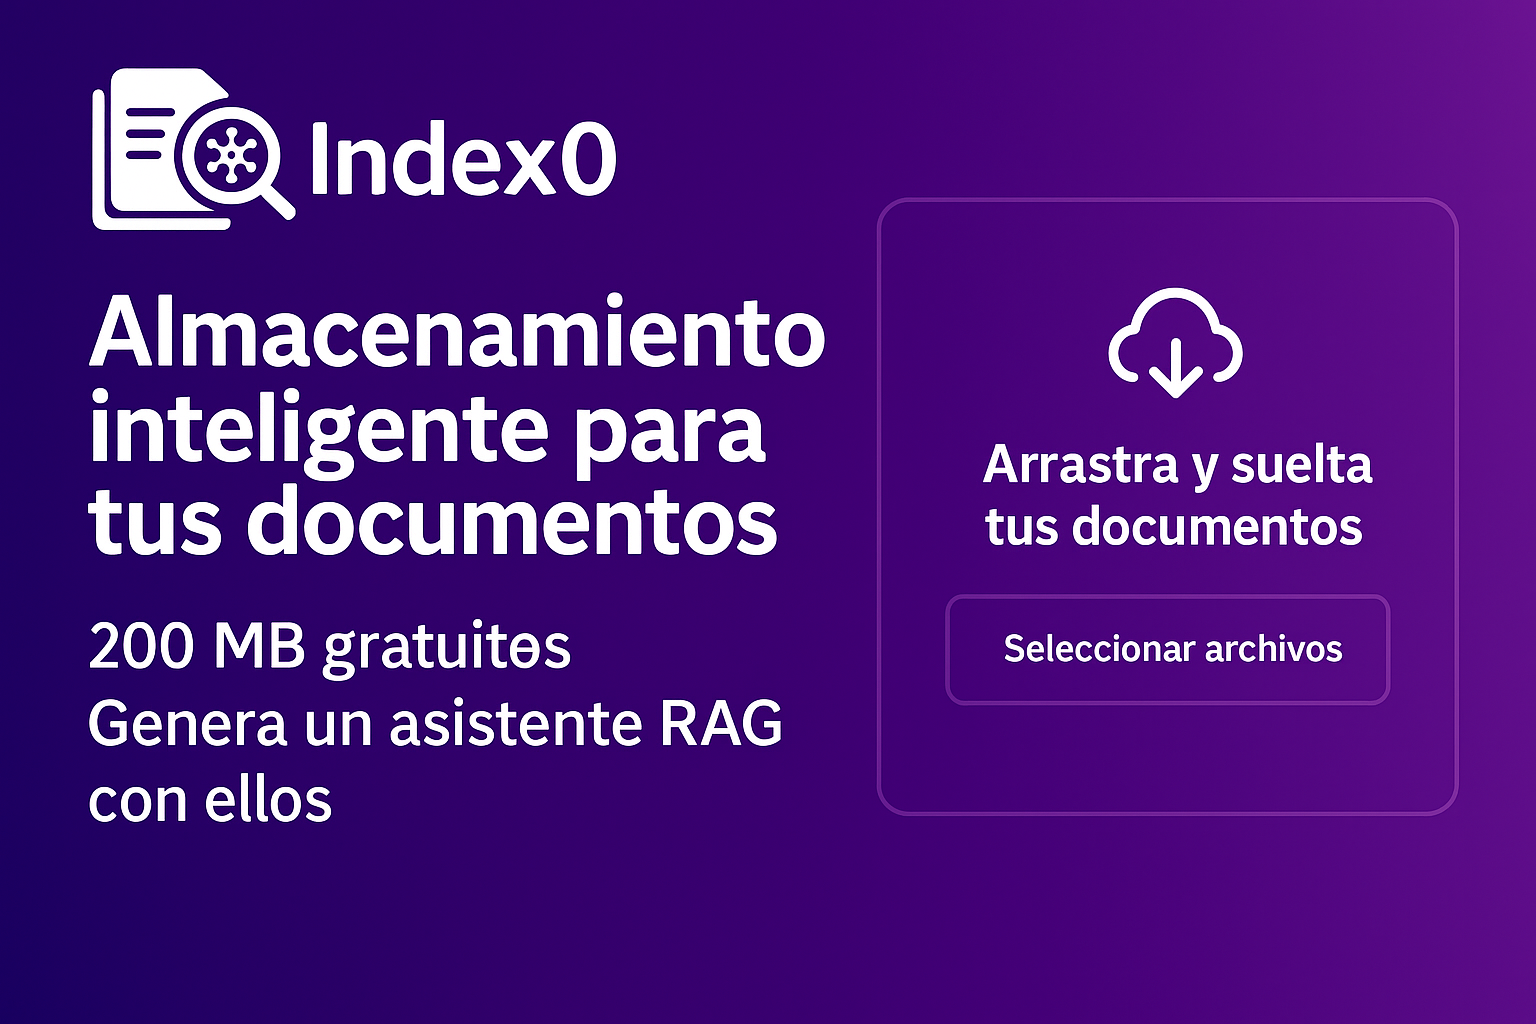 Index0
Almacenamiento
inteligente para
tus documentos
200 MB gratuitɵs
Genera un asistente RAG
con ellos
Arrastra y suelta
tus documentos
Seleccionar archivos